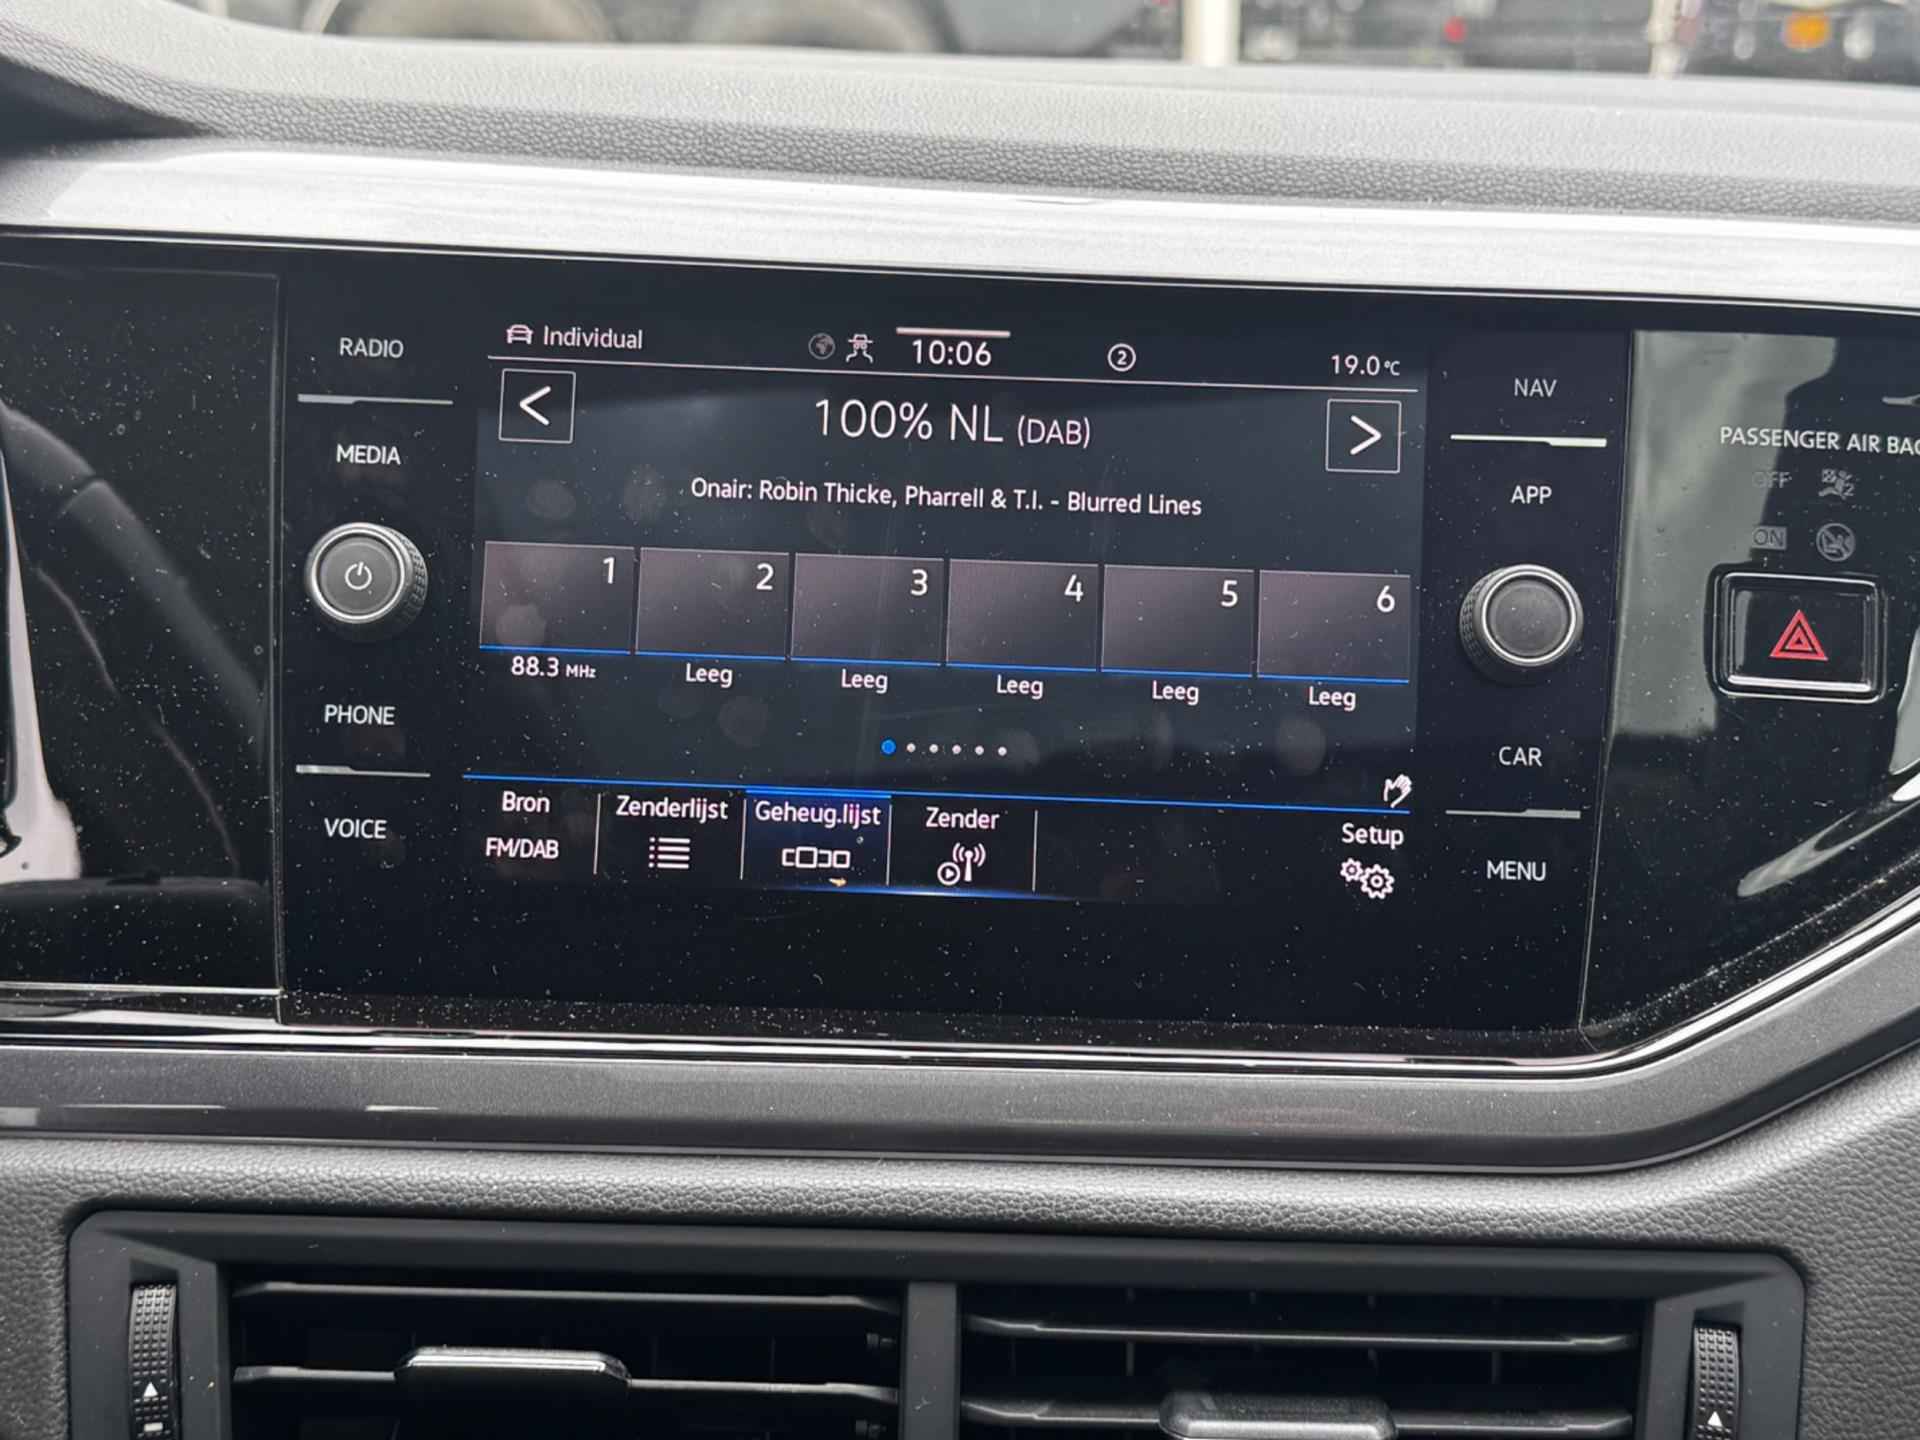 RADIO
MEDIA
PHONE
VOICE
Individual
10:06
2
19.0°C
<
100% NL (DAB)
>
Onair: Robin Thicke, Pharrell & T.I. - Blurred Lines
1 2 3 4 5 6
88.3 MHz Leeg Leeg Leeg Leeg Leeg
Bron
FM/DAB
Zenderlijst
Geheug.lijst
Zender
Setup
NAV
APP
CAR
MENU
PASSENGER AIR BAG
OFF
ON